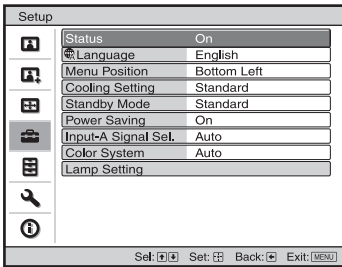 Setup
Status On
Language English
Menu Position Bottom Left
Cooling Setting Standard
Standby Mode Standard
Power Saving On
Input-A Signal Sel. Auto
Color System Auto
Lamp Setting
Sel: Set: Back: Exit: MENU